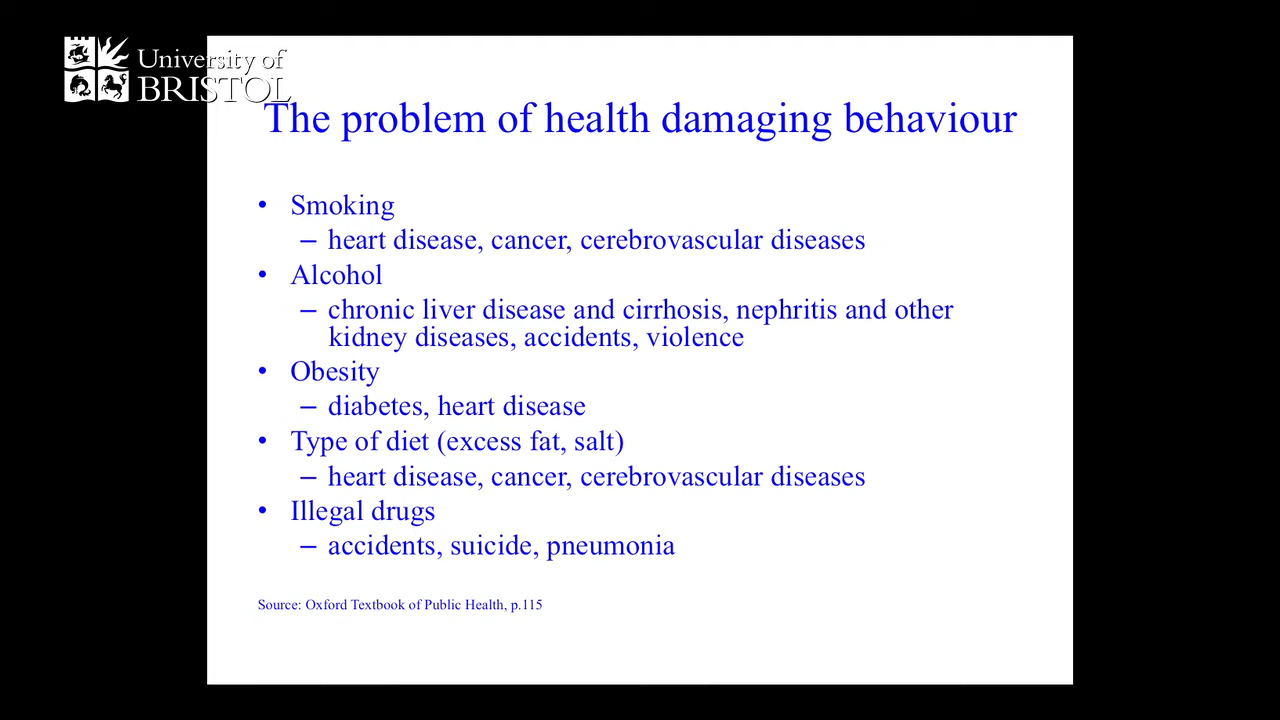 University of
BRISTOL
The problem of health damaging behaviour
• Smoking
– heart disease, cancer, cerebrovascular diseases
• Alcohol
– chronic liver disease and cirrhosis, nephritis and other
kidney diseases, accidents, violence
• Obesity
– diabetes, heart disease
• Type of diet (excess fat, salt)
– heart disease, cancer, cerebrovascular diseases
• Illegal drugs
– accidents, suicide, pneumonia
Source: Oxford Textbook of Public Health, p.115